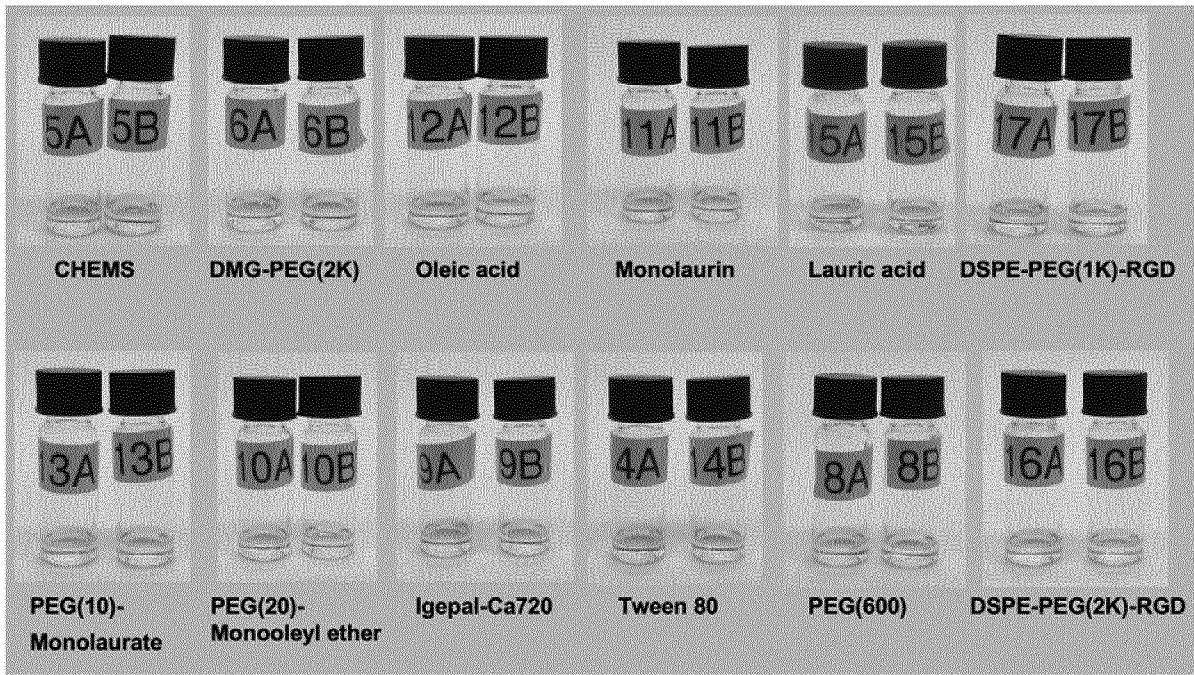 5A 5B 6A 6B 12A 12B 11A 11B 15A 15B 17A 17B
CHEMS DMG-PEG(2K) Oleic acid Monolaurin Lauric acid DSPE-PEG(1K)-RGD
13A 13B 10A 10B 9A 9B 4A 14B 8A 8B 16A 16B
PEG(10)- PEG(20)- Igepal-Ca720 Tween 80 PEG(600) DSPE-PEG(2K)-RGD
Monolaurate Monooleyl ether